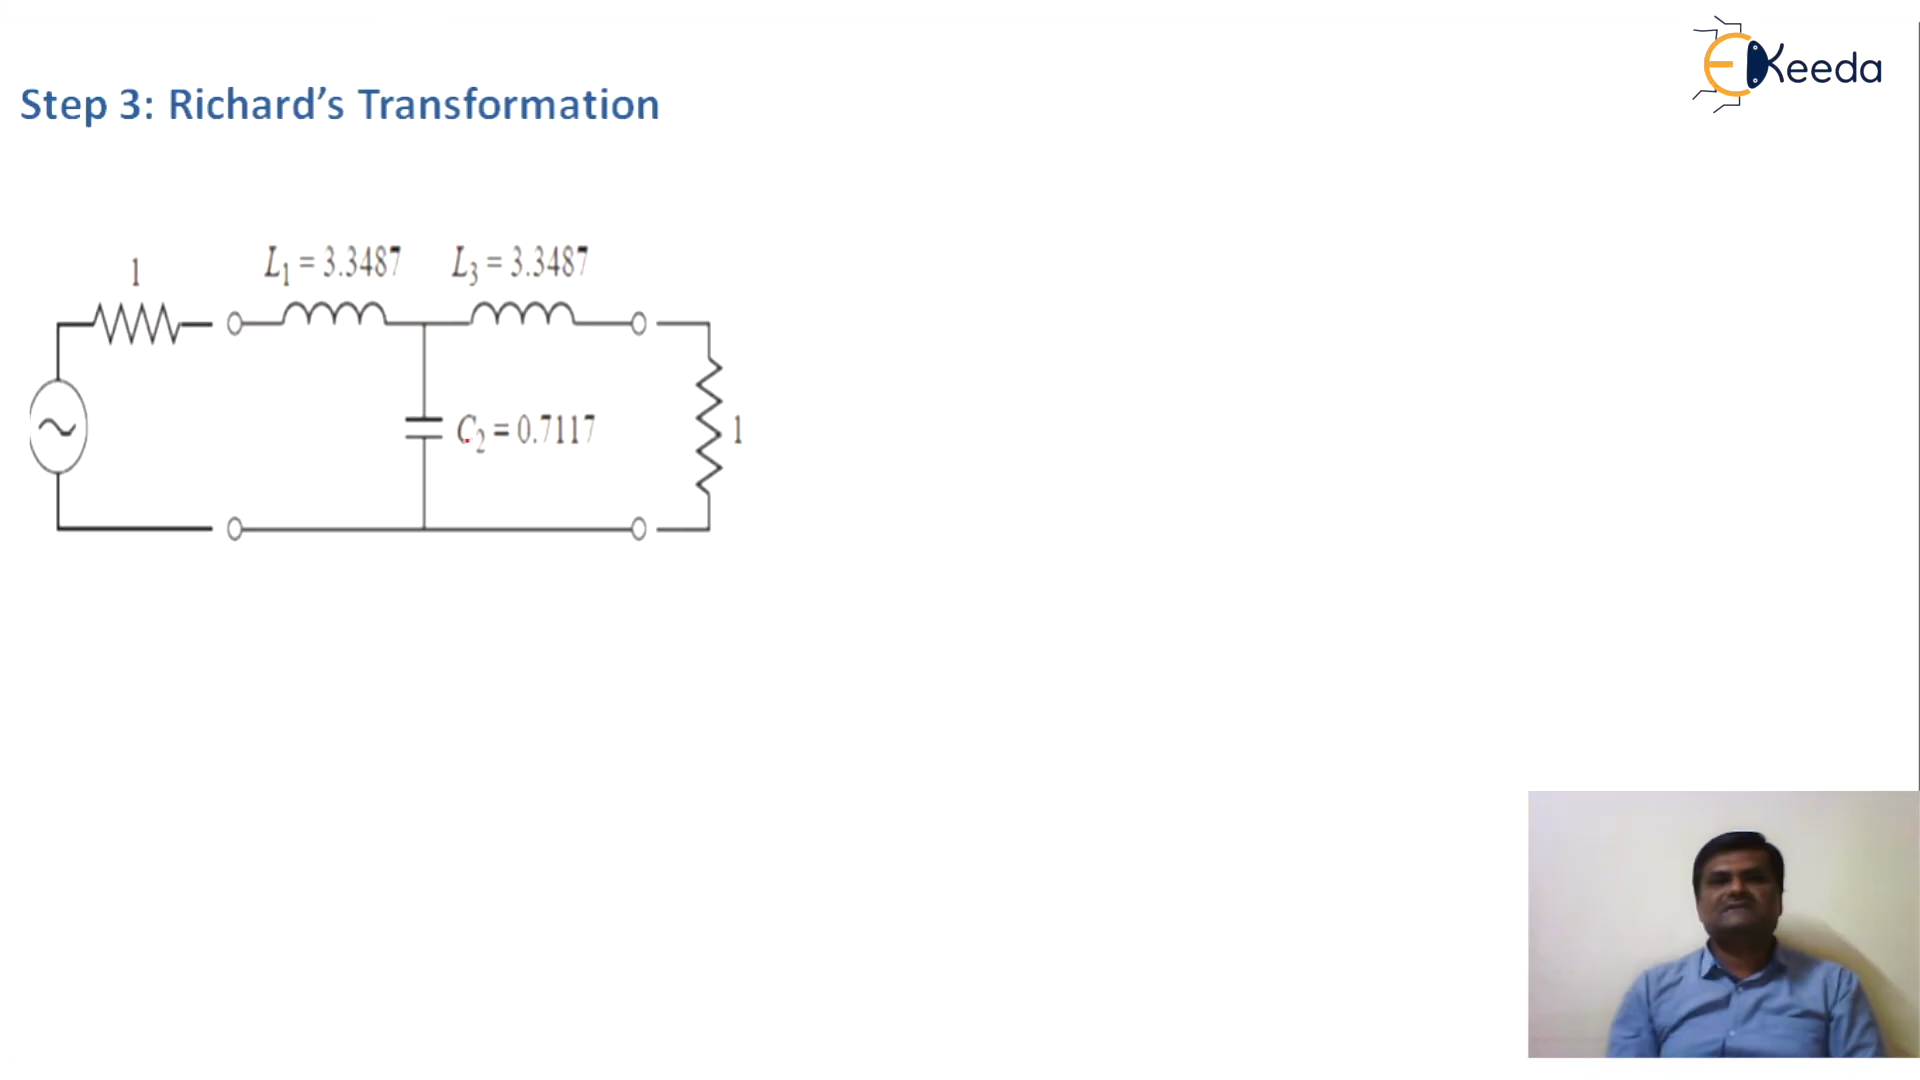 EKeeda
Step 3: Richard’s Transformation
1
L1 = 3.3487
L3 = 3.3487
C2 = 0.7117
1